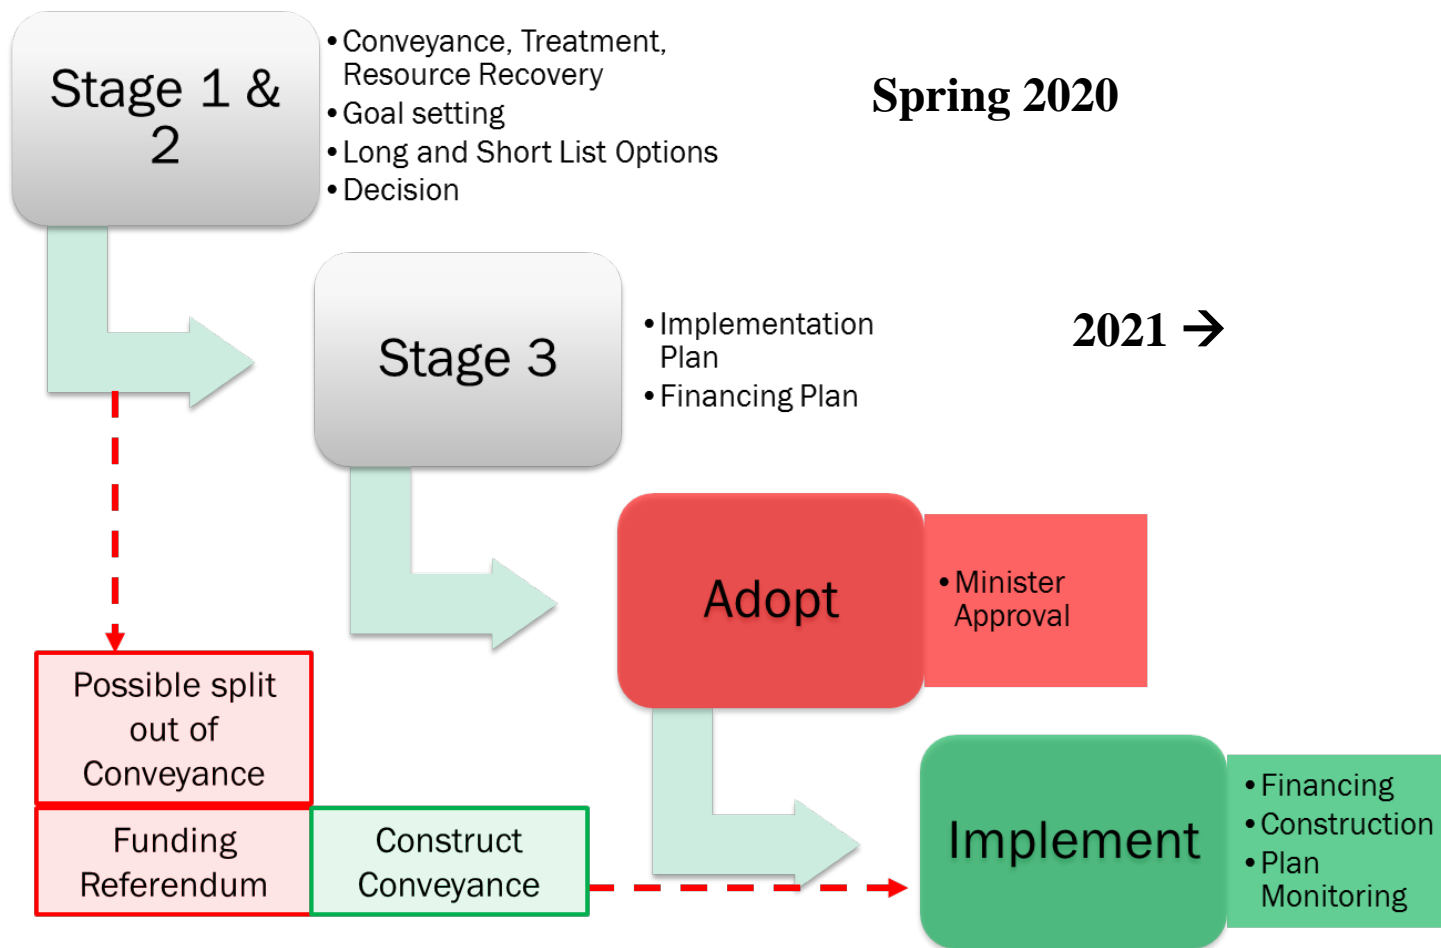 Stage 1 &
2
• Conveyance, Treatment,
Resource Recovery
• Goal setting
• Long and Short List Options
• Decision
Spring 2020
Stage 3
• Implementation
Plan
• Financing Plan
2021 →
Adopt
• Minister
Approval
Possible split
out of
Conveyance
Funding
Referendum
Construct
Conveyance
Implement
• Financing
• Construction
• Plan
Monitoring